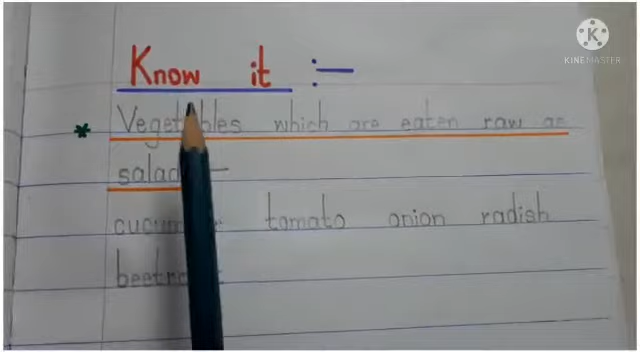 Know it :-
Vegetables which are eaten raw as
salad -
tomato onion radish
KINEMASTER